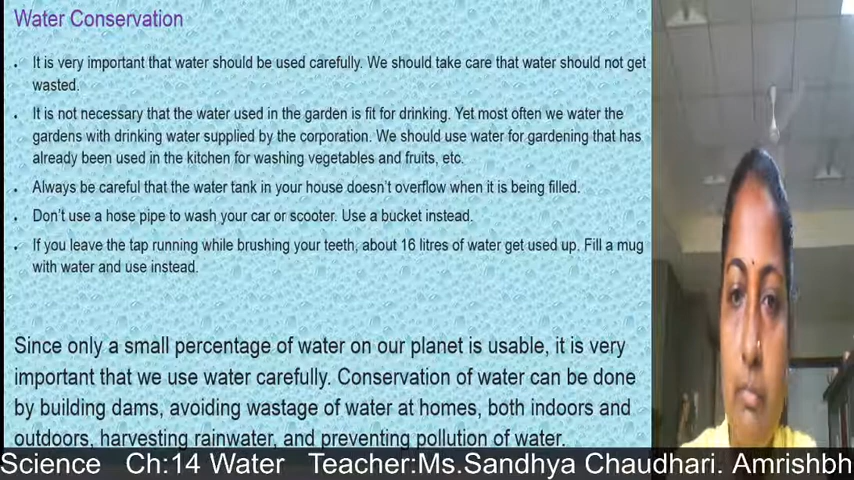 Water Conservation
It is very important that water should be used carefully. We should take care that water should not get
wasted.
It is not necessary that the water used in the garden is fit for drinking. Yet most often we water the
gardens with drinking water supplied by the corporation. We should use water for gardening that has
already been used in the kitchen for washing vegetables and fruits, etc.
Always be careful that the water tank in your house doesn't overflow when it is being filled.
Don't use a hose pipe to wash your car or scooter. Use a bucket instead.
If you leave the tap running while brushing your teeth, about 16 litres of water get used up. Fill a mug
with water and use instead.
Since only a small percentage of water on our planet is usable, it is very
important that we use water carefully. Conservation of water can be done
by building dams, avoiding wastage of water at homes, both indoors and
outdoors, harvesting rainwater, and preventing pollution of water.
Science Ch:14 Water Teacher:Ms.Sandhya Chaudhari. Amrishbh